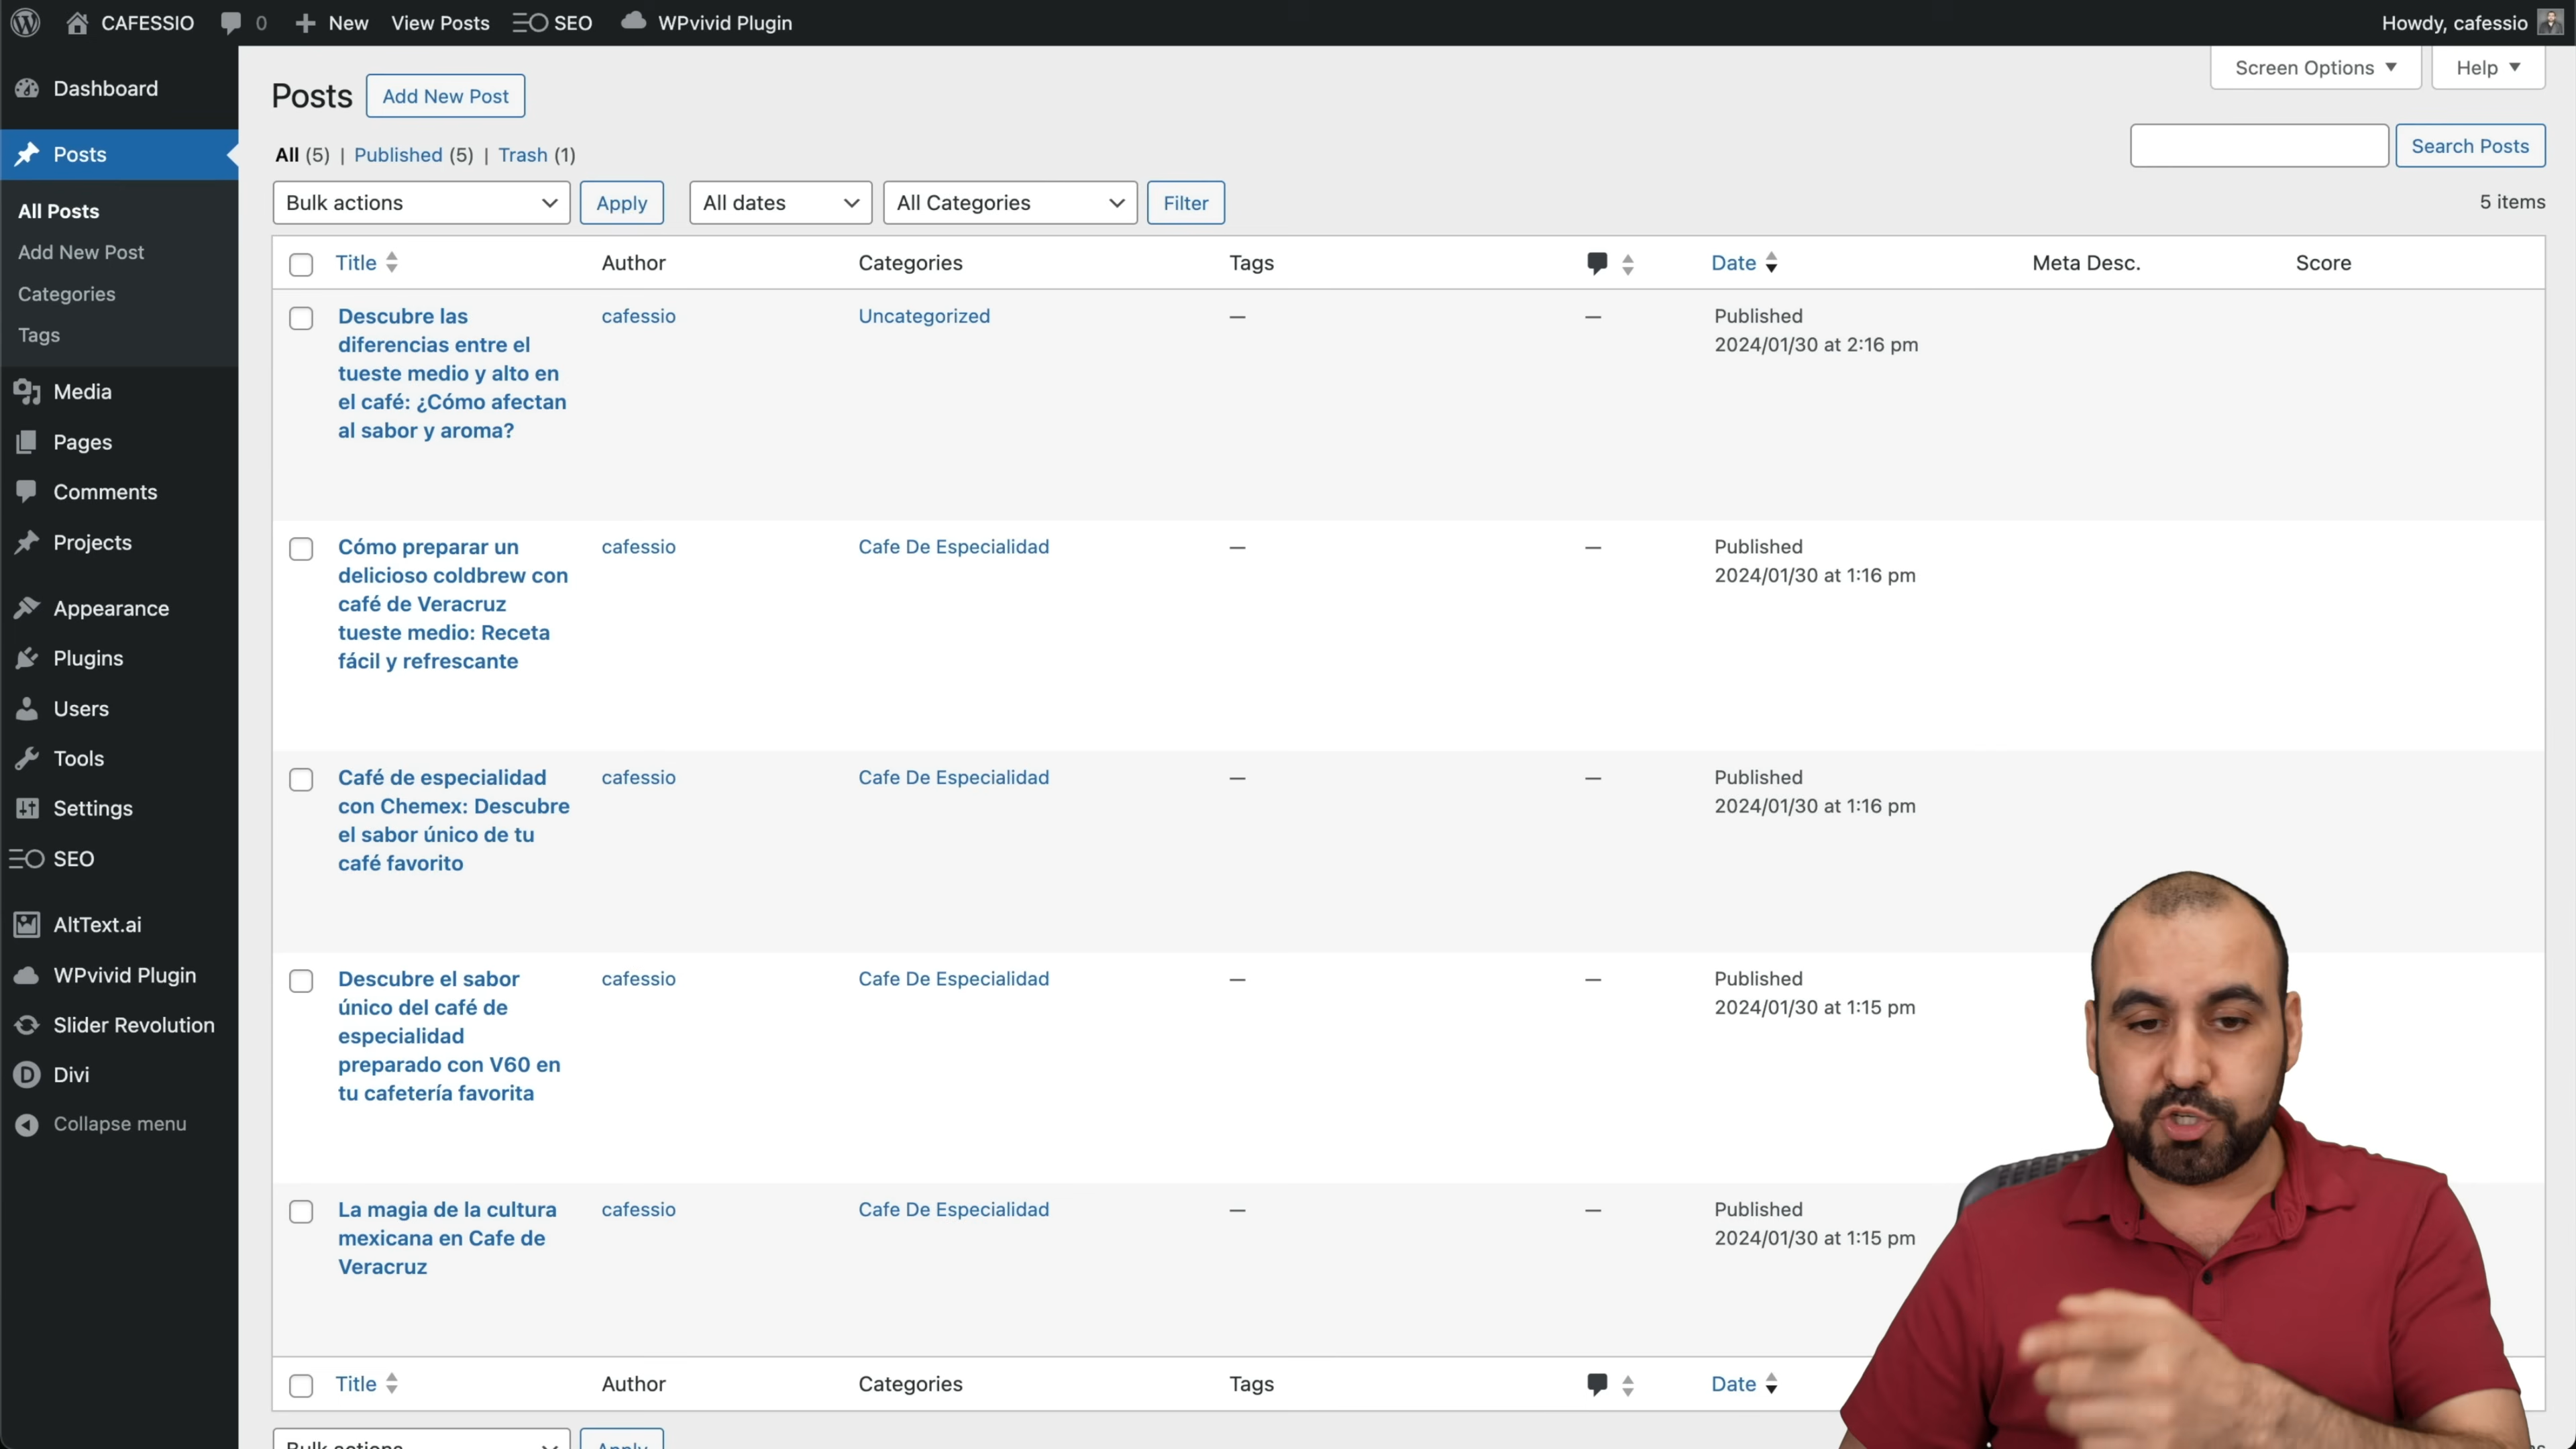 CAFESSIO 0 New View Posts SEO WPvivid Plugin Howdy, cafessio
Dashboard
Posts
All Posts
Add New Post
Categories
Tags
Media
Pages
Comments
Projects
Appearance
Plugins
Users
Tools
Settings
SEO
AltText.ai
WPvivid Plugin
Slider Revolution
Divi
Collapse menu
Screen Options Help
Posts Add New Post
All (5) | Published (5) | Trash (1)
Search Posts
Bulk actions Apply All dates All Categories Filter 5 items
Title Author Categories Tags Date Meta Desc. Score
Descubre las cafessio Uncategorized — — Published
diferencias entre el 2024/01/30 at 2:16 pm
tueste medio y alto en
el café: ¿Cómo afectan
al sabor y aroma?
Cómo preparar un cafessio Cafe De Especialidad — — Published
delicioso coldbrew con 2024/01/30 at 1:16 pm
café de Veracruz
tueste medio: Receta
fácil y refrescante
Café de especialidad cafessio Cafe De Especialidad — — Published
con Chemex: Descubre 2024/01/30 at 1:16 pm
el sabor único de tu
café favorito
Descubre el sabor cafessio Cafe De Especialidad — — Published
único del café de 2024/01/30 at 1:15 pm
especialidad
preparado con V60 en
tu cafetería favorita
La magia de la cultura cafessio Cafe De Especialidad — — Published
mexicana en Cafe de 2024/01/30 at 1:15 pm
Veracruz
Title Author Categories Tags Date
Bulk actions Apply